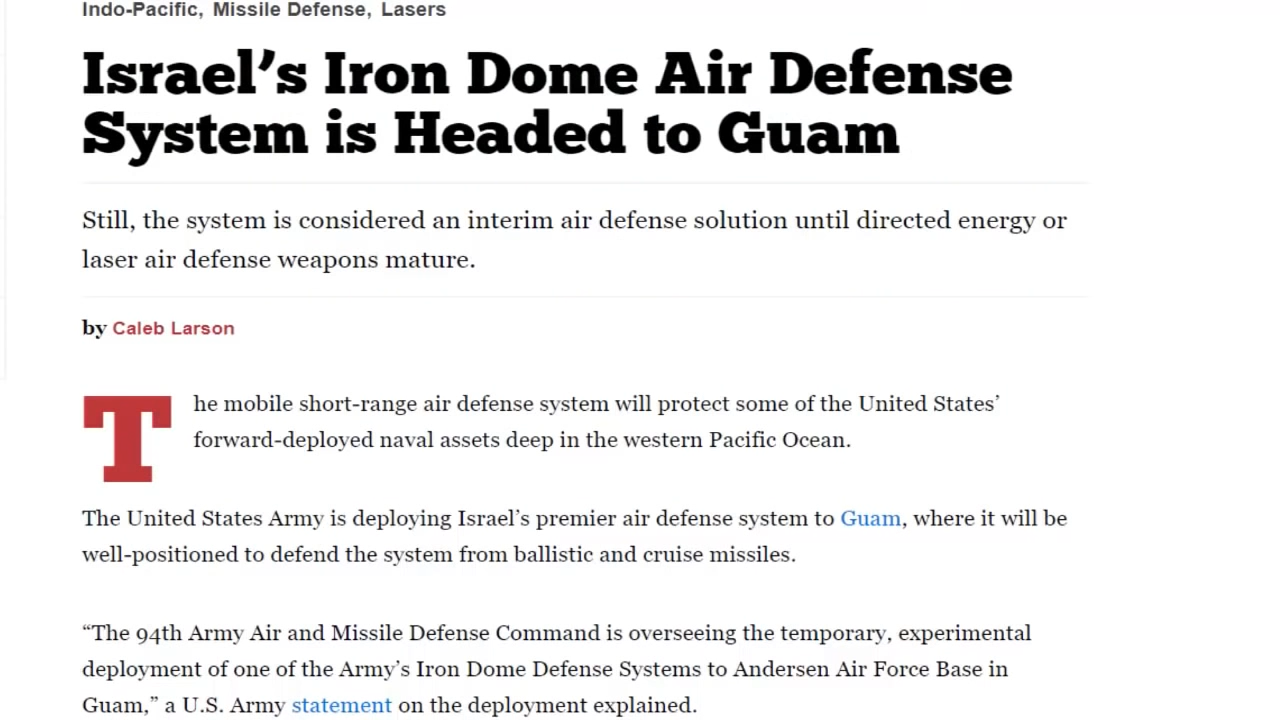 Indo-Pacific, Missile Defense, Lasers
Israel’s Iron Dome Air Defense
System is Headed to Guam
Still, the system is considered an interim air defense solution until directed energy or
laser air defense weapons mature.
by Caleb Larson
The mobile short-range air defense system will protect some of the United States’
forward-deployed naval assets deep in the western Pacific Ocean.
The United States Army is deploying Israel’s premier air defense system to Guam, where it will be
well-positioned to defend the system from ballistic and cruise missiles.
“The 94th Army Air and Missile Defense Command is overseeing the temporary, experimental
deployment of one of the Army’s Iron Dome Defense Systems to Andersen Air Force Base in
Guam,” a U.S. Army statement on the deployment explained.